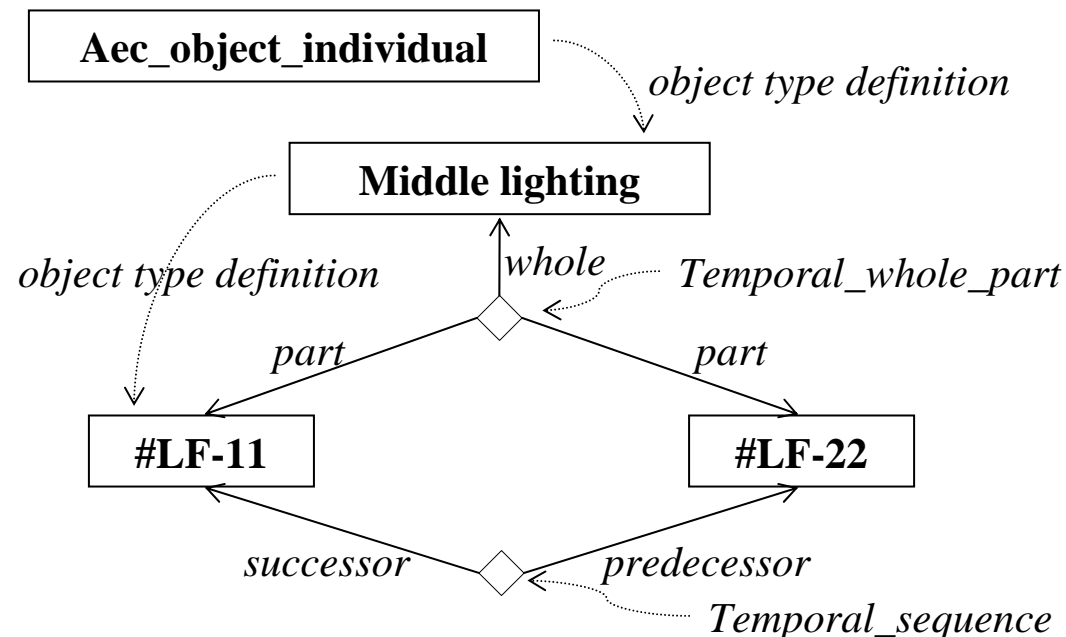 Aec_object_individual
object type definition
Middle lighting
object type definition
whole
Temporal_whole_part
part
part
#LF-11
#LF-22
successor
predecessor
Temporal_sequence